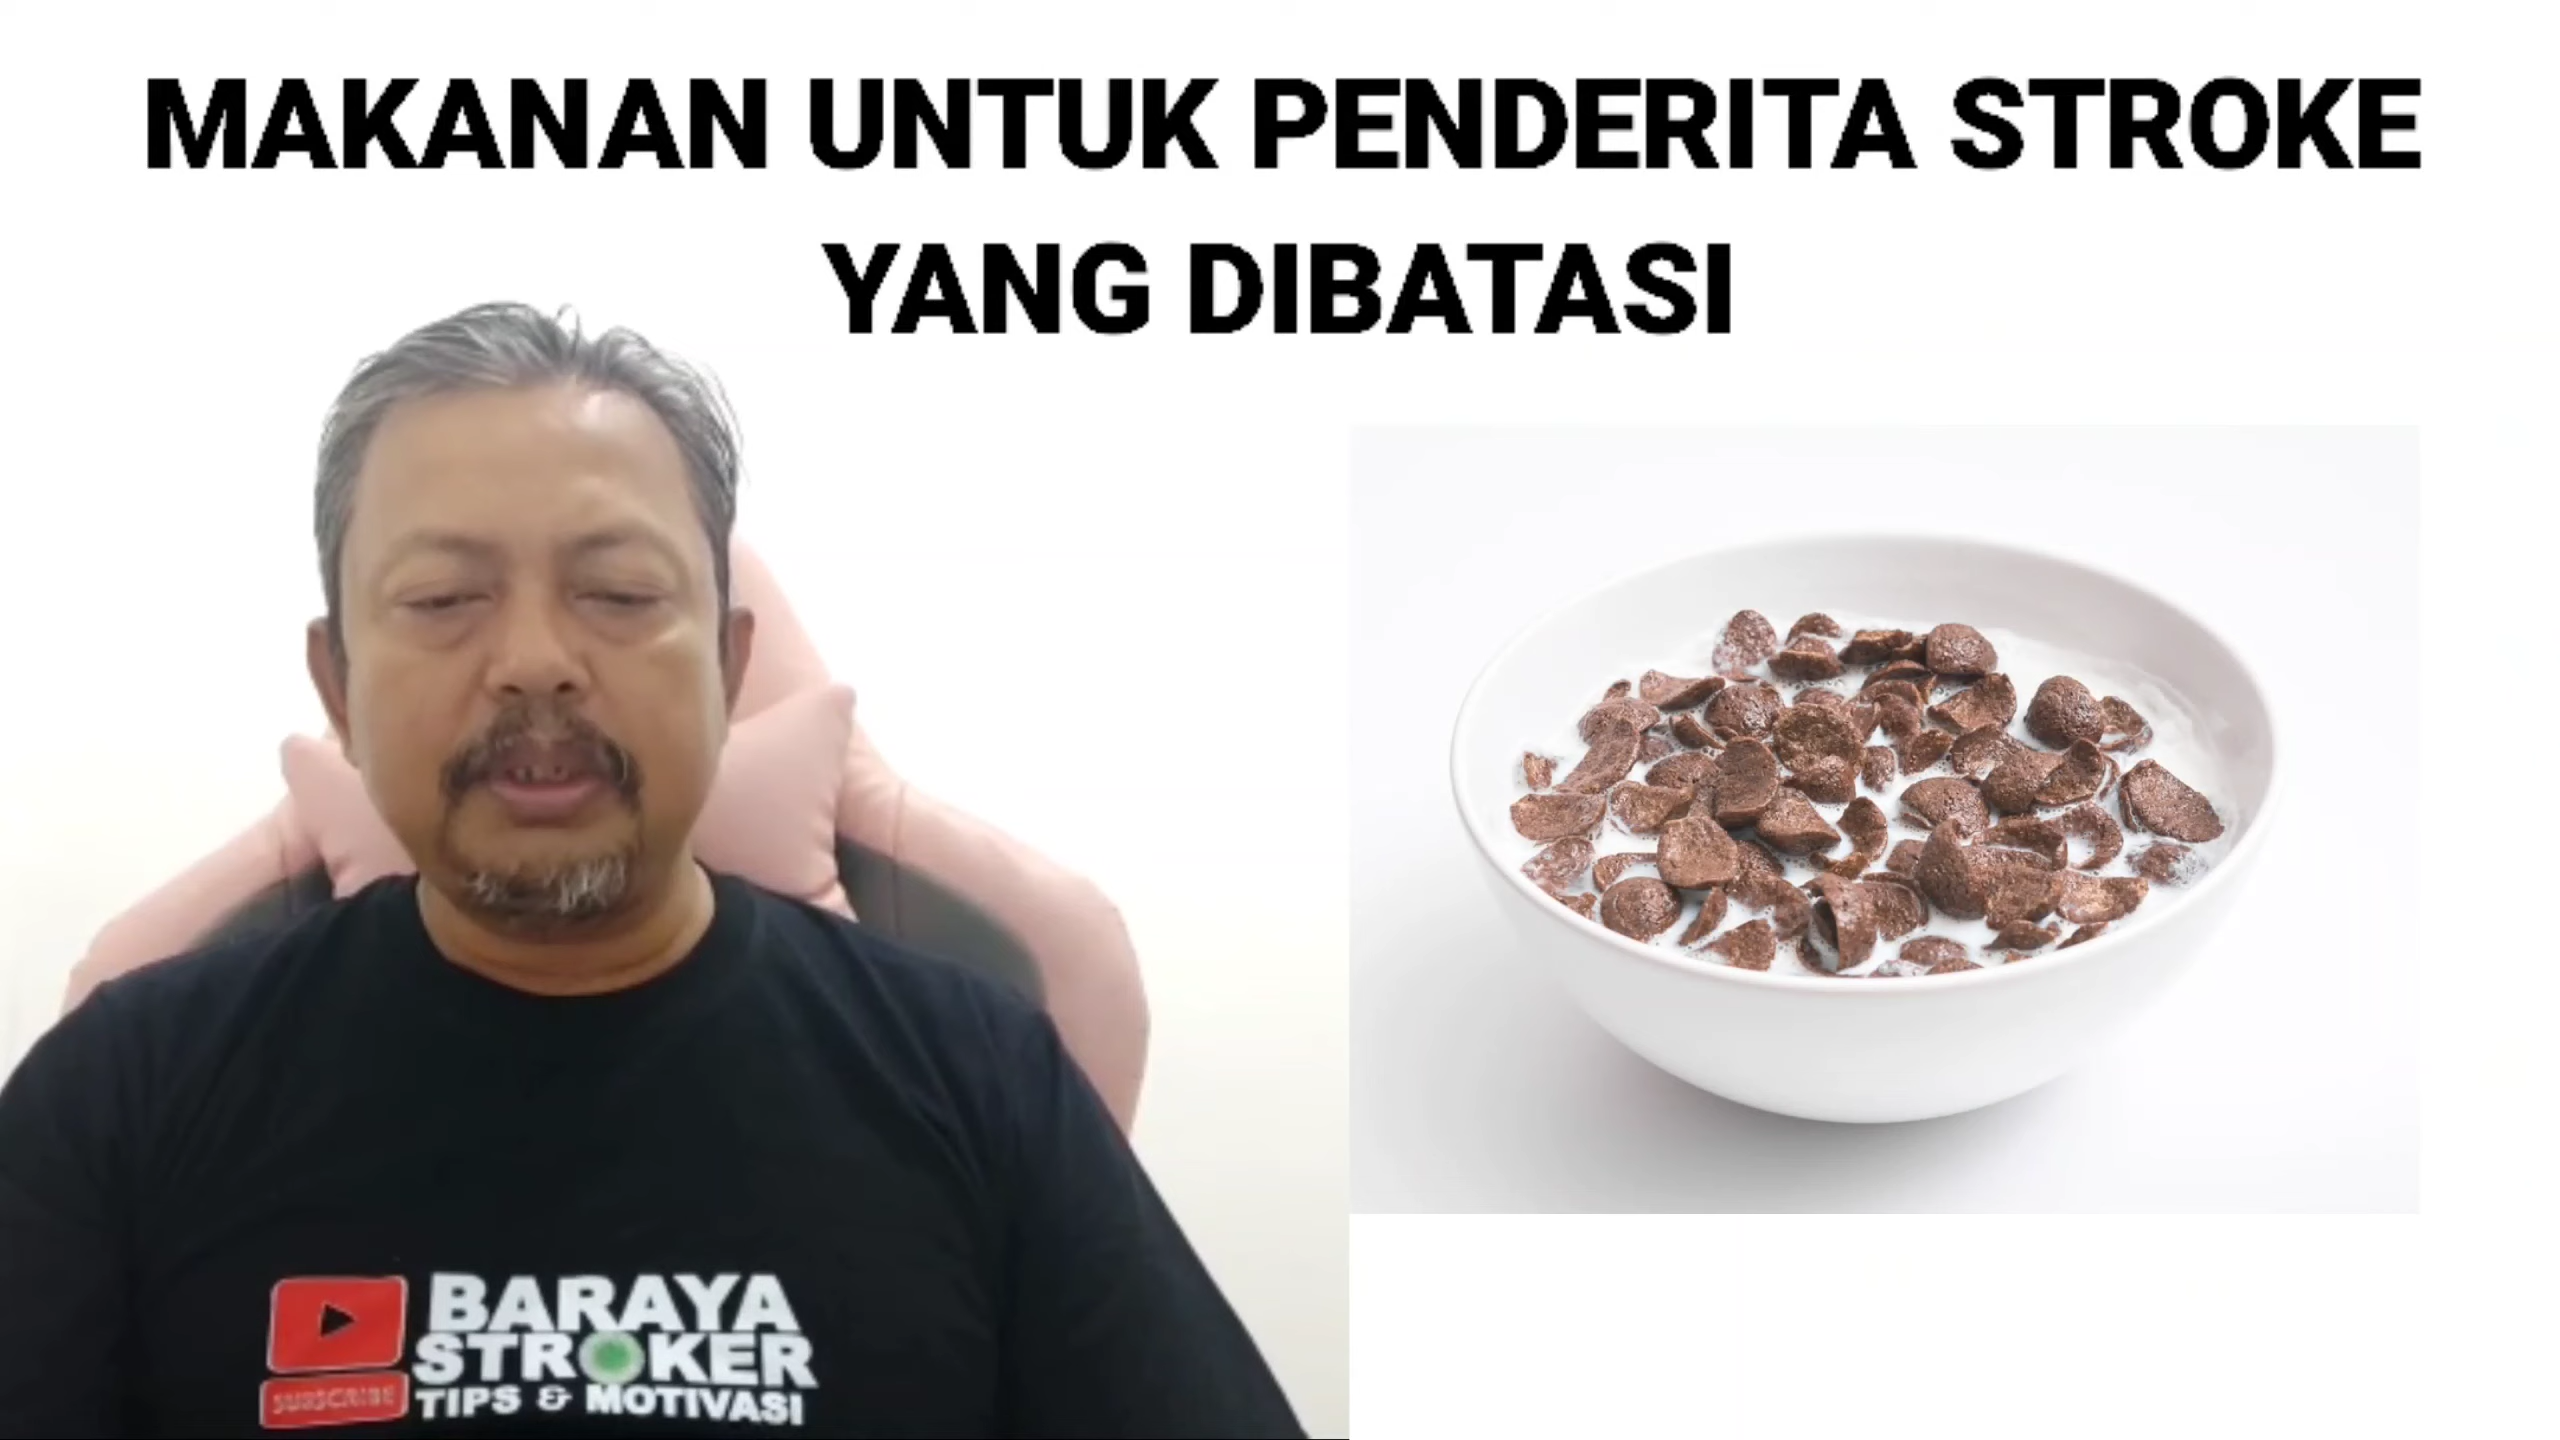 MAKANAN UNTUK PENDERITA STROKE
YANG DIBATASI
BARAYA
STROKER
TIPS & MOTIVASI
SUBSCRIBE